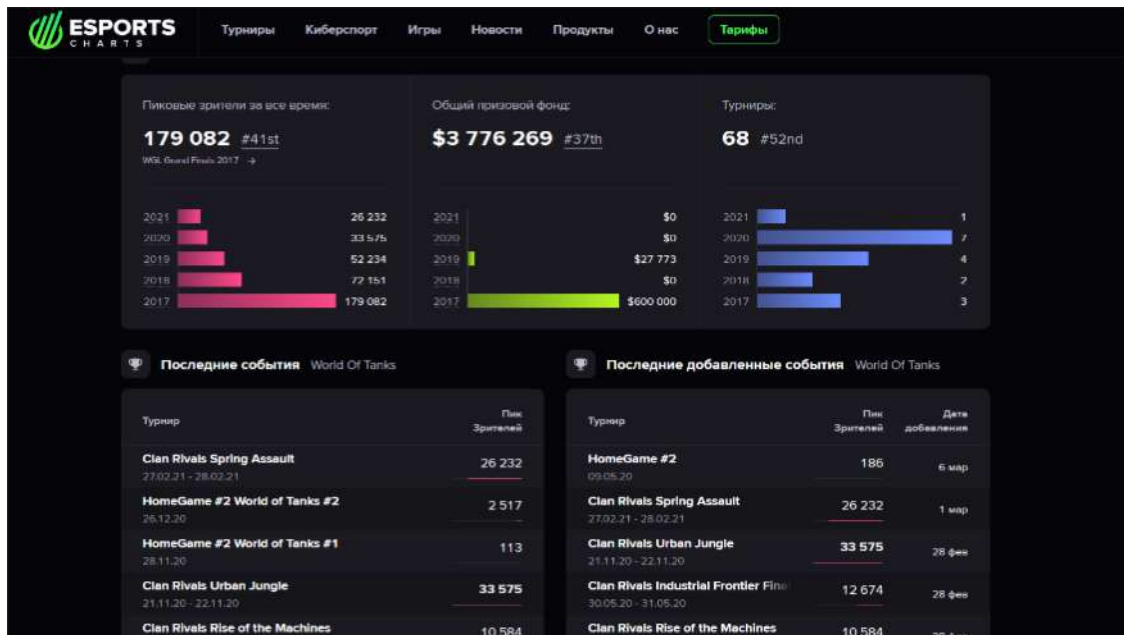 ESPORTS
CHARTS
Турниры Киберспорт Игры Новости Продукты О нас Тарифы
Пиковые зрители за все время: Общий призовой фонд: Турниры:
179 082 #41st $3 776 269 #37th 68 #52nd
WGL Grand Finals 2017 →
2021 26 232 2021 $0 2021 1
2020 33 575 2020 $0 2020 7
2019 52 234 2019 $27 773 2019 4
2018 72 151 2018 $0 2018 2
2017 179 082 2017 $600 000 2017 3
Последние события World Of Tanks
Турнир Пик Зрителей
Clan Rivals Spring Assault 26 232
27.02.21 - 28.02.21
HomeGame #2 World of Tanks #2 2 517
26.12.20
HomeGame #2 World of Tanks #1 113
28.11.20
Clan Rivals Urban Jungle 33 575
21.11.20 - 22.11.20
Clan Rivals Rise of the Machines 10 584
Последние добавленные события World Of Tanks
Турнир Пик Зрителей Дата добавления
HomeGame #2 186 6 мар
09.05.20
Clan Rivals Spring Assault 26 232 1 мар
27.02.21 - 28.02.21
Clan Rivals Urban Jungle 33 575 28 фев
21.11.20 - 22.11.20
Clan Rivals Industrial Frontier Fina 12 674 28 фев
30.05.20 - 31.05.20
Clan Rivals Rise of the Machines 10 584